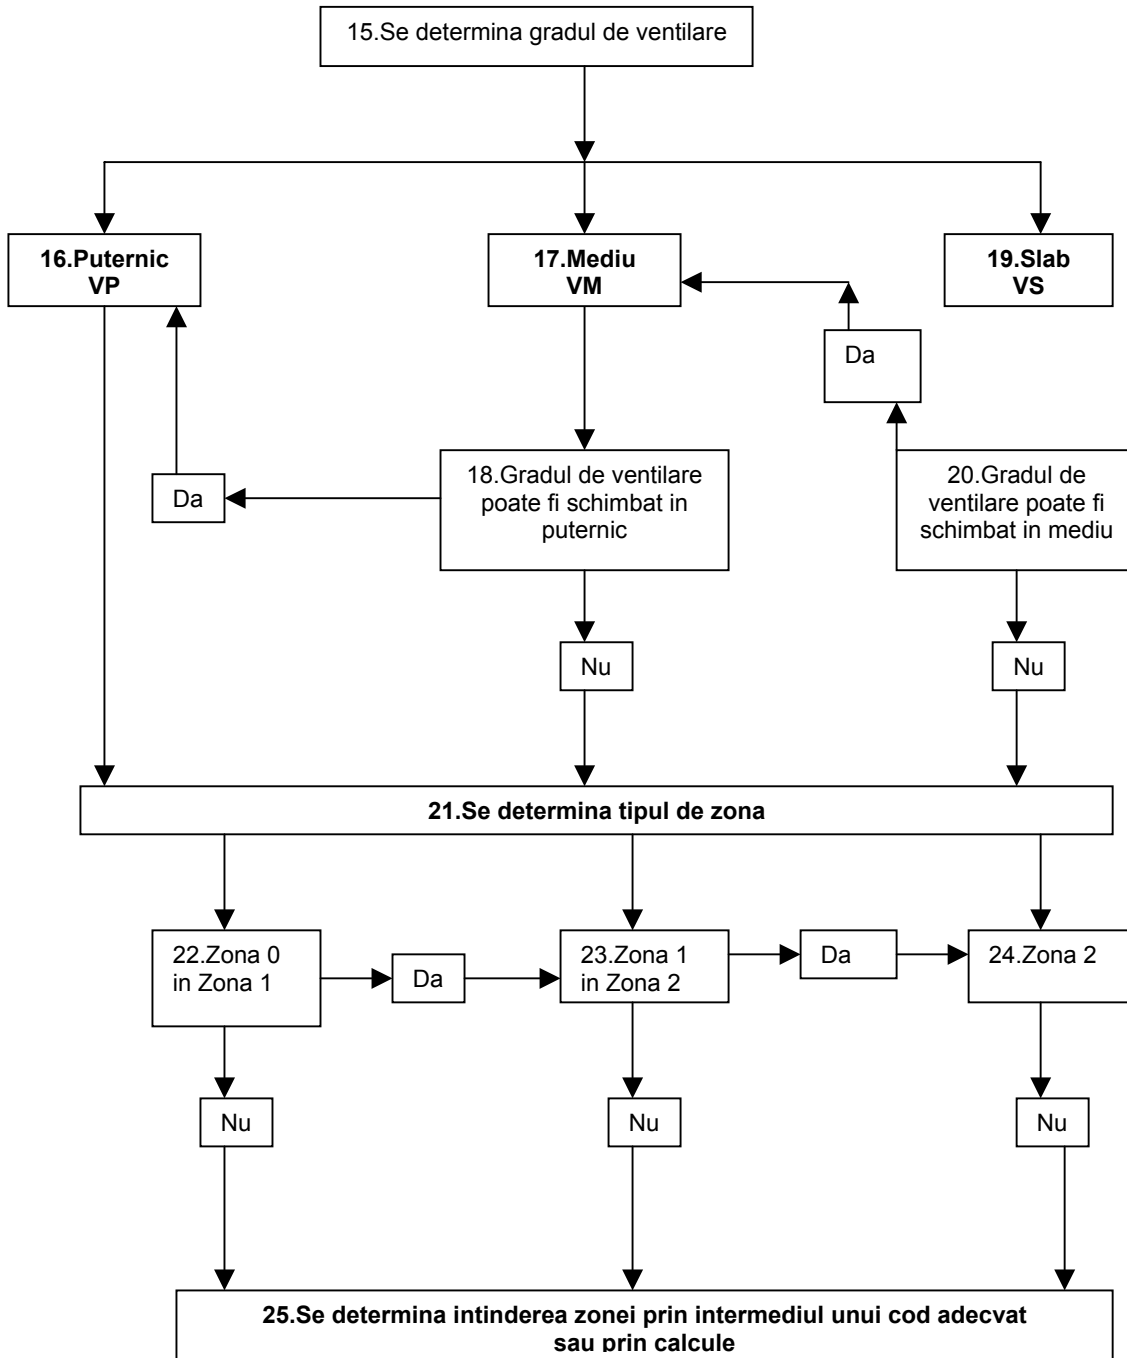 15.Se determina gradul de ventilare
16.Puternic
VP
17.Mediu
VM
19.Slab
VS
Da
Da
18.Gradul de ventilare
poate fi schimbat in
puternic
20.Gradul de
ventilare poate fi
schimbat in mediu
Nu
Nu
21.Se determina tipul de zona
22.Zona 0
in Zona 1
Da
23.Zona 1
in Zona 2
Da
24.Zona 2
Nu
Nu
Nu
25.Se determina intinderea zonei prin intermediul unui cod adecvat
sau prin calcule